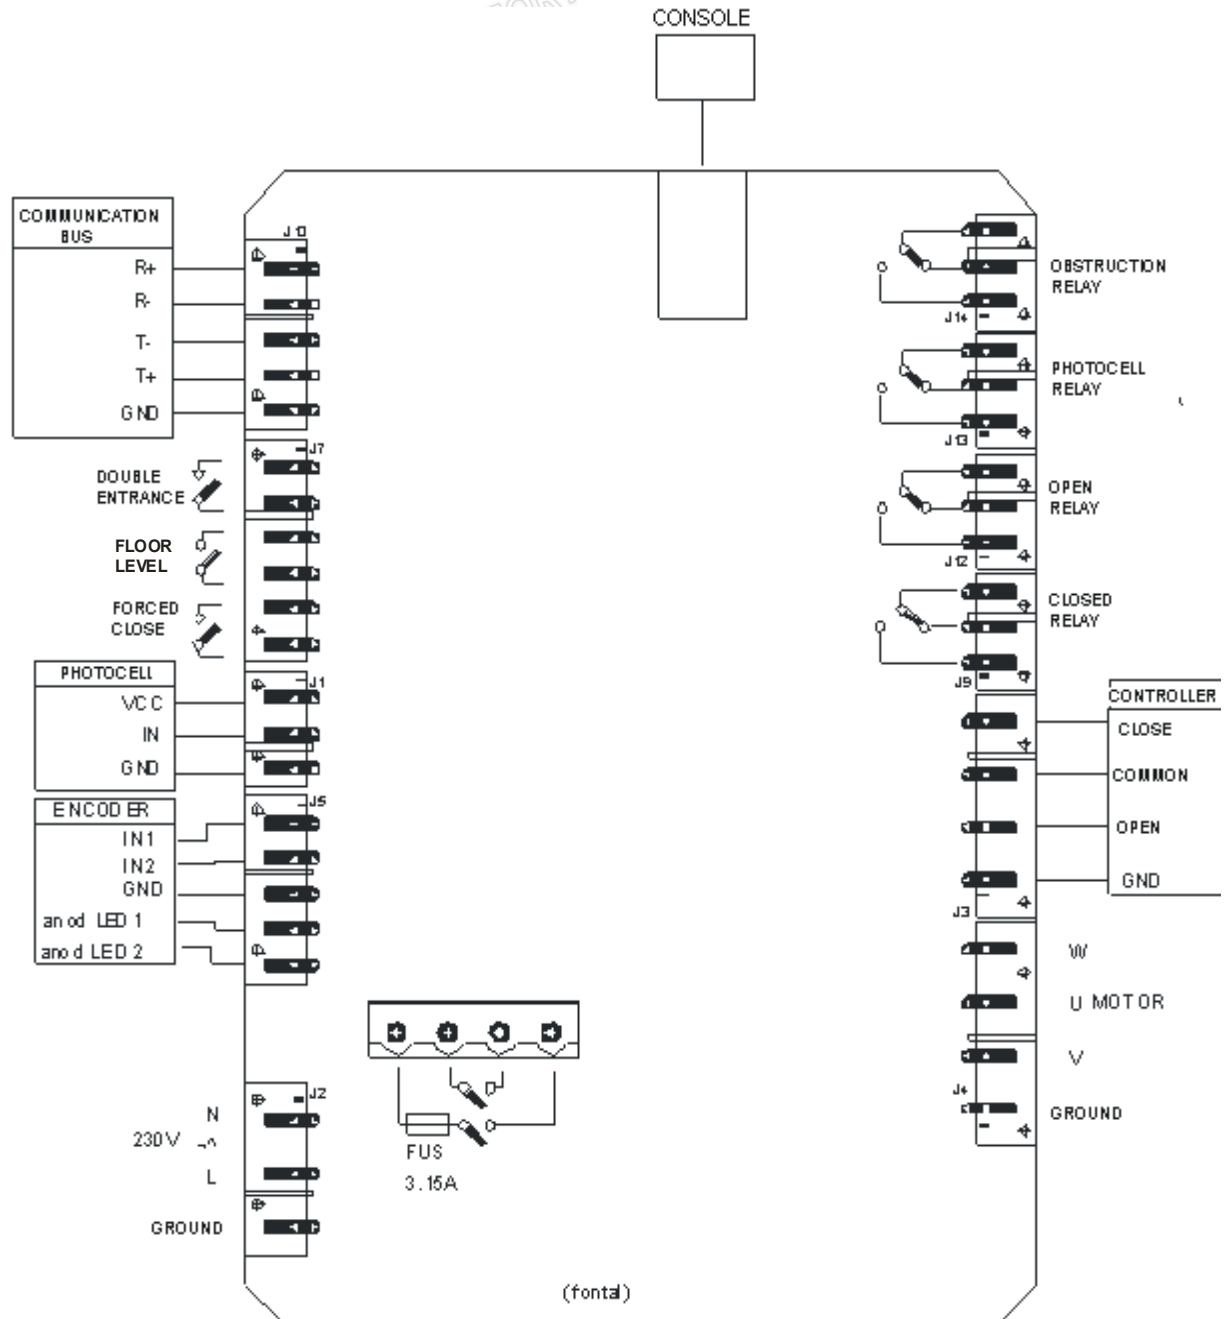 CONSOLE
COMMUNICATION
BUS
R+
R-
T-
T+
GND
J7
DOUBLE
ENTRANCE
FLOOR
LEVEL
FORCED
CLOSE
PHOTOCELL
VCC
IN
GND
J1
ENCODER
IN1
IN2
GND
anod LED 1
anod LED 2
J5
N
230V ~
L
GROUND
J2
FUS
3.15A
(fontal)
OBSTRUCTION
RELAY
J14
PHOTOCELL
RELAY
J13
OPEN
RELAY
J12
CLOSED
RELAY
J9
CONTROLLER
CLOSE
COMMON
OPEN
GND
J3
W
U MOTOR
V
J4
GROUND